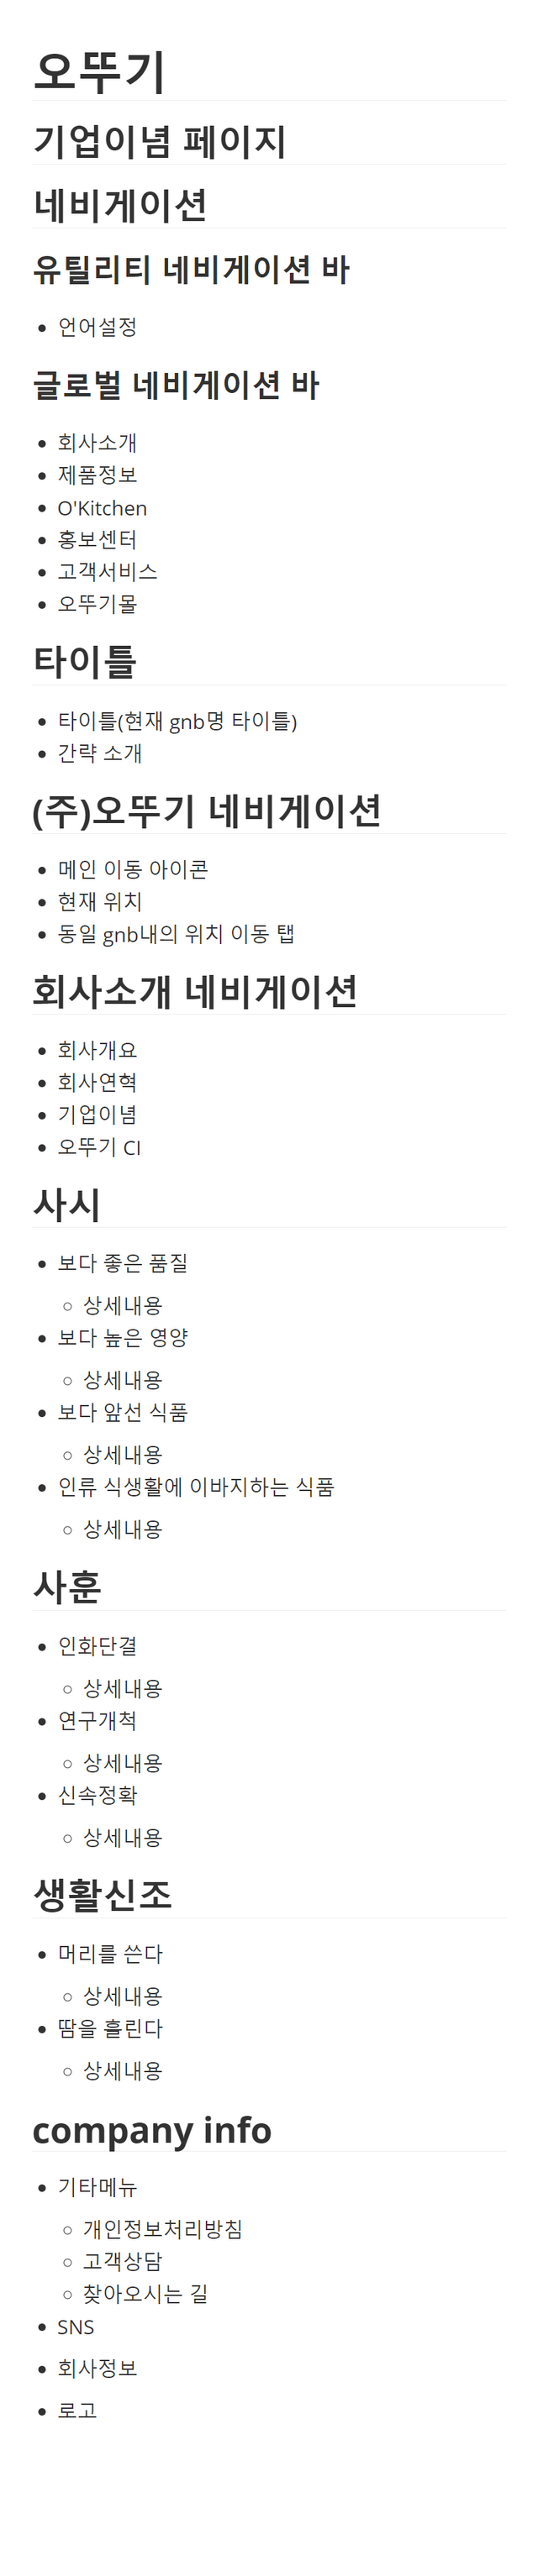 오뚜기
기업이념 페이지
네비게이션
유틸리티 네비게이션 바
언어설정
글로벌 네비게이션 바
회사소개
제품정보
O'Kitchen
홍보센터
고객서비스
오뚜기몰
타이틀
타이틀(현재 gnb명 타이틀)
간략 소개
(주)오뚜기 네비게이션
메인 이동 아이콘
현재 위치
동일 gnb내의 위치 이동 탭
회사소개 네비게이션
회사개요
회사연혁
기업이념
오뚜기 CI
사시
보다 좋은 품질
상세내용
보다 높은 영양
상세내용
보다 앞선 식품
상세내용
인류 식생활에 이바지하는 식품
상세내용
사훈
인화단결
상세내용
연구개척
상세내용
신속정확
상세내용
생활신조
머리를 쓴다
상세내용
땀을 흘린다
상세내용
company info
기타메뉴
개인정보처리방침
고객상담
찾아오시는 길
SNS
회사정보
로고